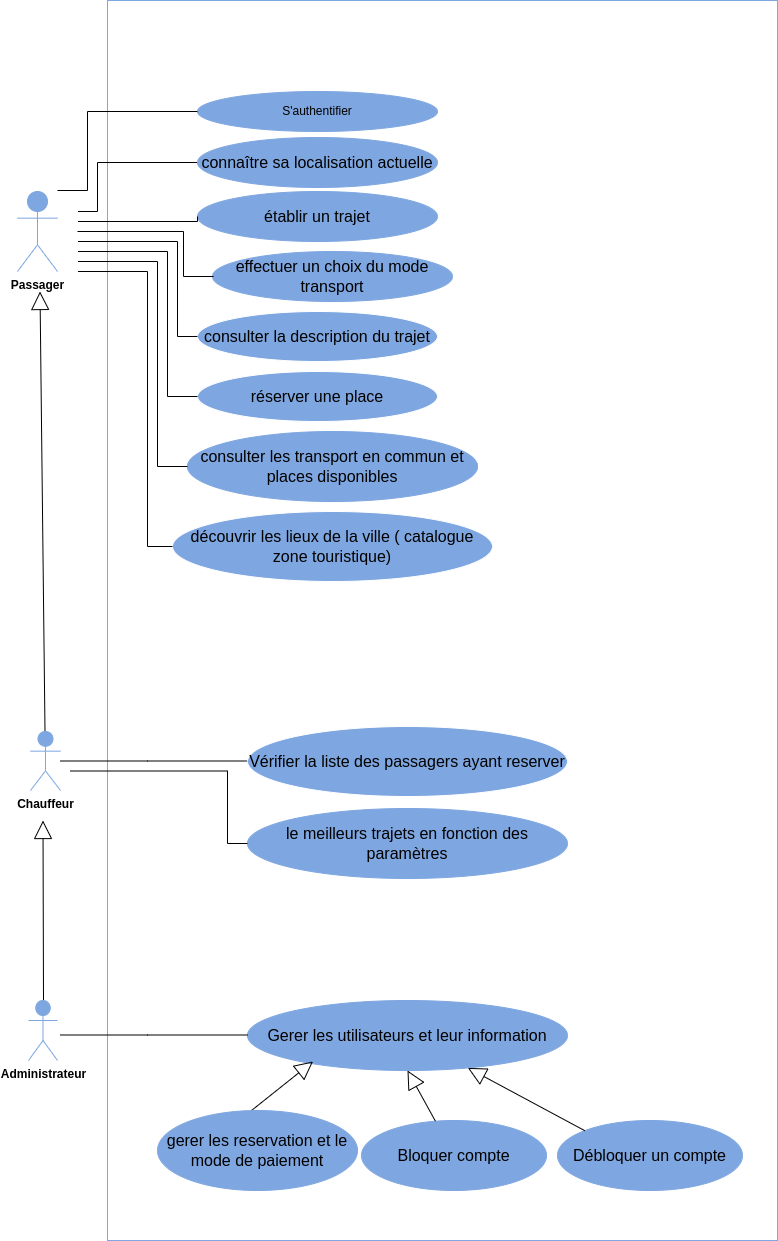 S'authentifier
connaître sa localisation actuelle
établir un trajet
Passager
effectuer un choix du mode
transport
consulter la description du trajet
réserver une place
consulter les transport en commun et
places disponibles
découvrir les lieux de la ville ( catalogue
zone touristique)
Vérifier la liste des passagers ayant reserver
Chauffeur
le meilleurs trajets en fonction des
paramètres
Gerer les utilisateurs et leur information
Administrateur
gerer les reservation et le
mode de paiement
Bloquer compte
Débloquer un compte